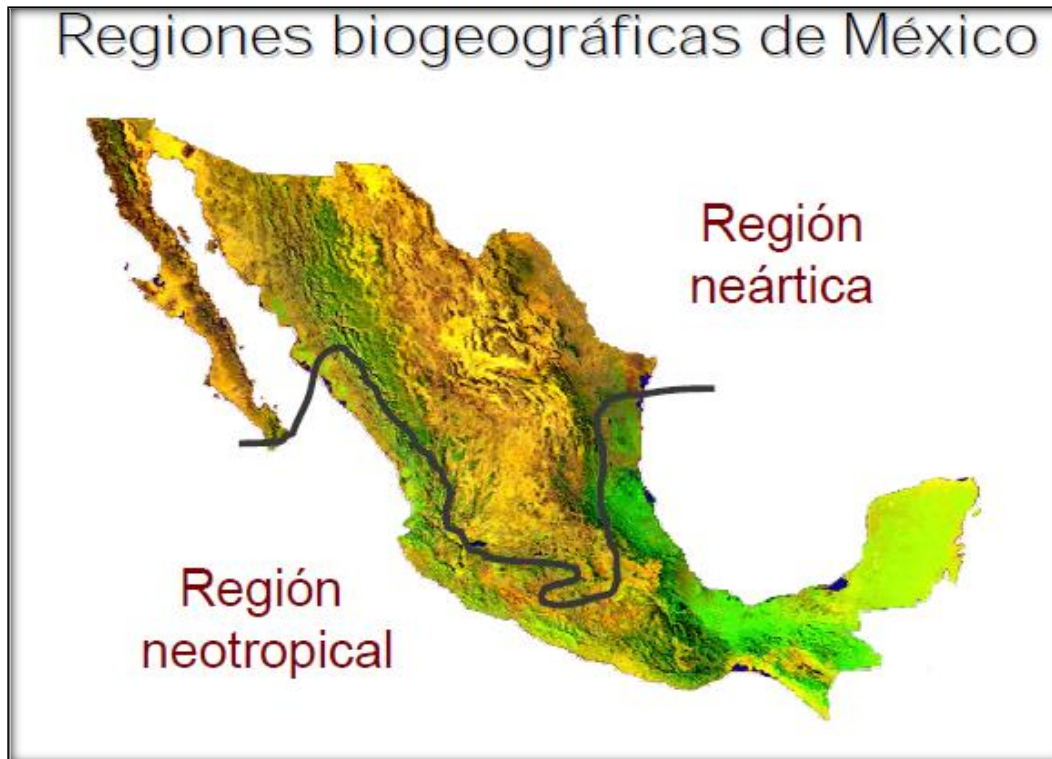 Regiones biogeográficas de México
Región
neártica
Región
neotropical